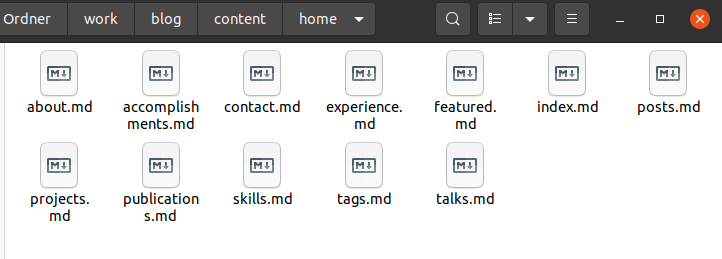 Ordner work blog content home
about.md accomplish contact.md experience. featured. index.md posts.md
ments.md md md
projects. publication skills.md tags.md talks.md
md s.md